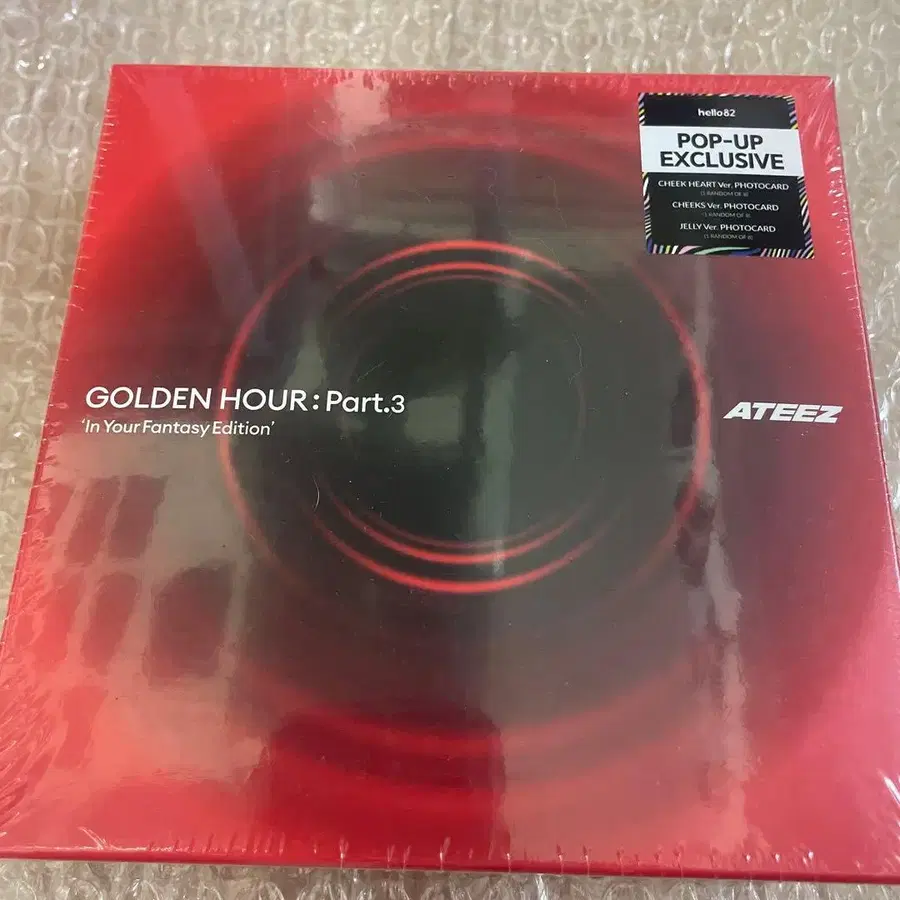 hello82
POP-UP
EXCLUSIVE
CHEEK HEART Ver. PHOTOCARD
(1 RANDOM OF 8)
CHEEKS Ver. PHOTOCARD
(1 RANDOM OF 8)
JELLY Ver. PHOTOCARD
(1 RANDOM OF 8)
GOLDEN HOUR : Part.3
'In Your Fantasy Edition'
ATEEZ